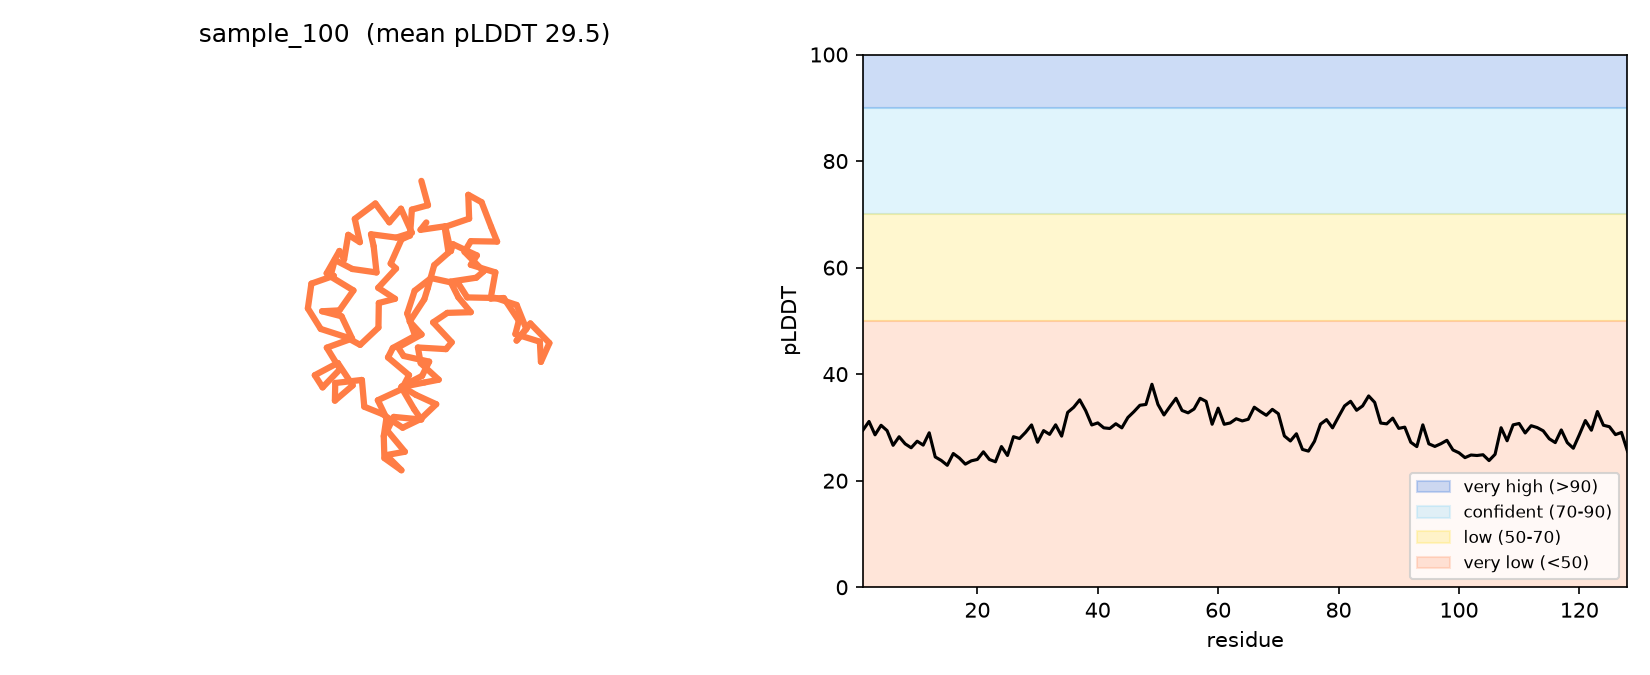 sample_100  (mean pLDDT 29.5)
100
80
60
40
20
0
pLDDT
20 40 60 80 100 120
residue
very high (>90)
confident (70-90)
low (50-70)
very low (<50)